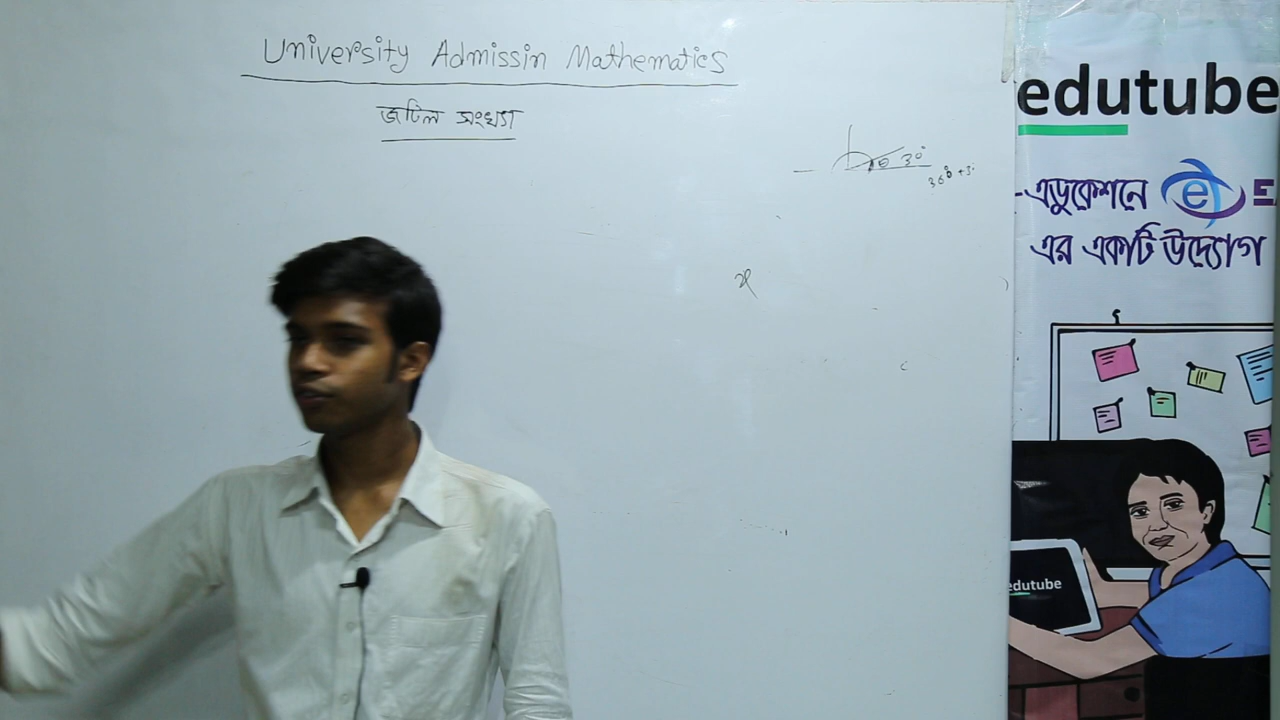 University Admissin Mathematics
জটিল সংখ্যা
θ 30°
x
edutube
-এডুকেশনে e
এর একটি উদ্যোগ
edutube